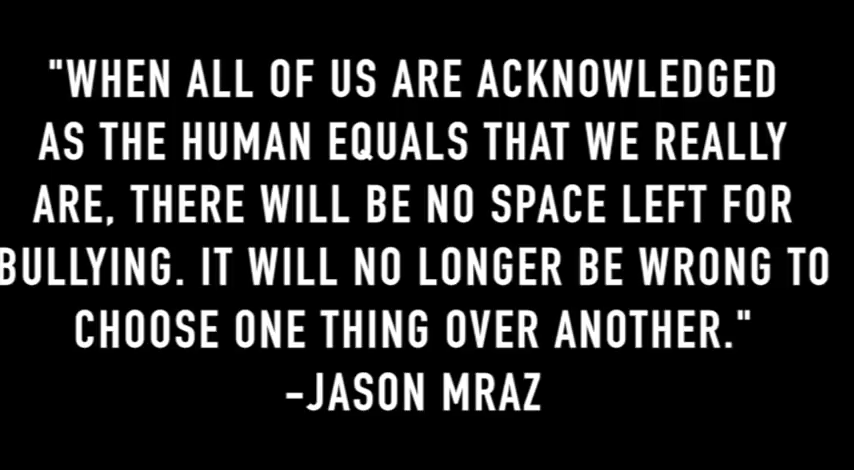 "WHEN ALL OF US ARE ACKNOWLEDGED
AS THE HUMAN EQUALS THAT WE REALLY
ARE, THERE WILL BE NO SPACE LEFT FOR
BULLYING. IT WILL NO LONGER BE WRONG TO
CHOOSE ONE THING OVER ANOTHER."
-JASON MRAZ